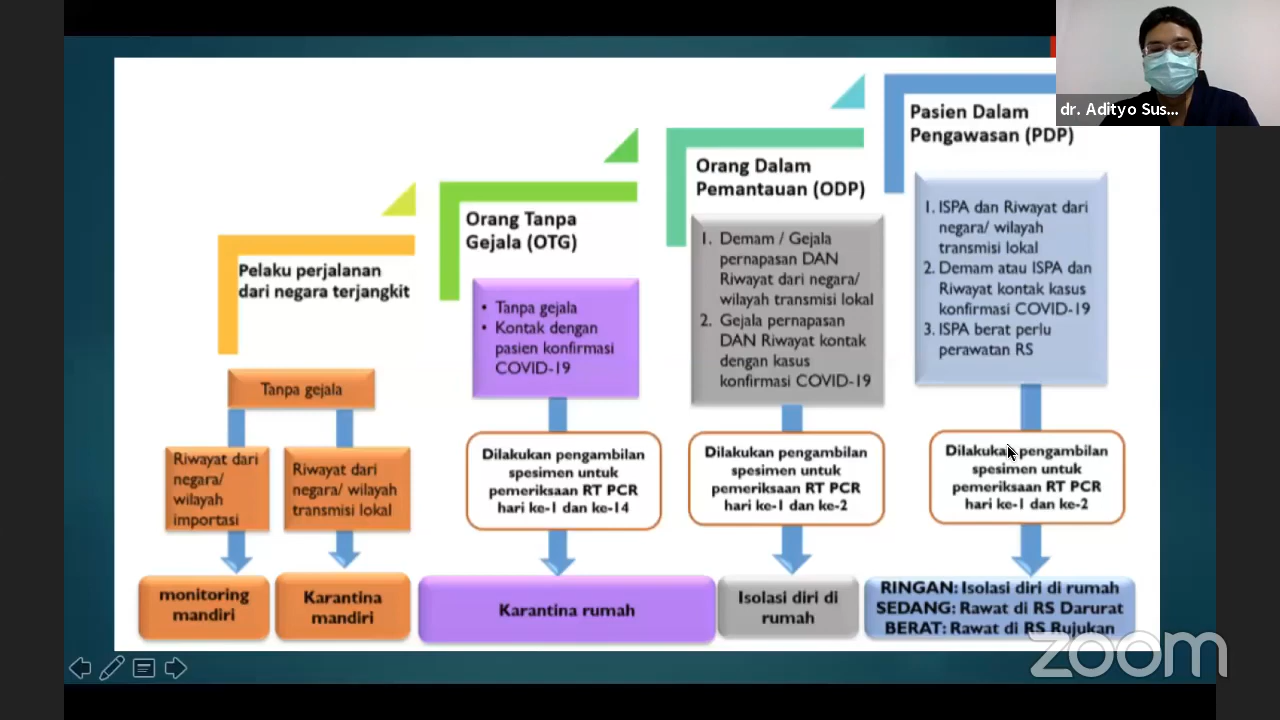 dr. Adityo Sus...
Pasien Dalam
Pengawasan (PDP)
Orang Dalam
Pemantauan (ODP)
Orang Tanpa
Gejala (OTG)
Pelaku perjalanan
dari negara terjangkit
1. ISPA dan Riwayat dari
negara/ wilayah
transmisi lokal
2. Demam atau ISPA dan
Riwayat kontak kasus
konfirmasi COVID-19
3. ISPA berat perlu
perawatan RS
1. Demam / Gejala
pernapasan DAN
Riwayat dari negara/
wilayah transmisi lokal
2. Gejala pernapasan
DAN Riwayat kontak
dengan kasus
konfirmasi COVID-19
• Tanpa gejala
• Kontak dengan
pasien konfirmasi
COVID-19
Tanpa gejala
Riwayat dari
negara/
wilayah
importasi
Riwayat dari
negara/ wilayah
transmisi lokal
Dilakukan pengambilan
spesimen untuk
pemeriksaan RT PCR
hari ke-1 dan ke-14
Dilakukan pengambilan
spesimen untuk
pemeriksaan RT PCR
hari ke-1 dan ke-2
Dilakukan pengambilan
spesimen untuk
pemeriksaan RT PCR
hari ke-1 dan ke-2
monitoring
mandiri
Karantina
mandiri
Karantina rumah
Isolasi diri di
rumah
RINGAN: Isolasi diri di rumah
SEDANG: Rawat di RS Darurat
BERAT: Rawat di RS Rujukan
zoom